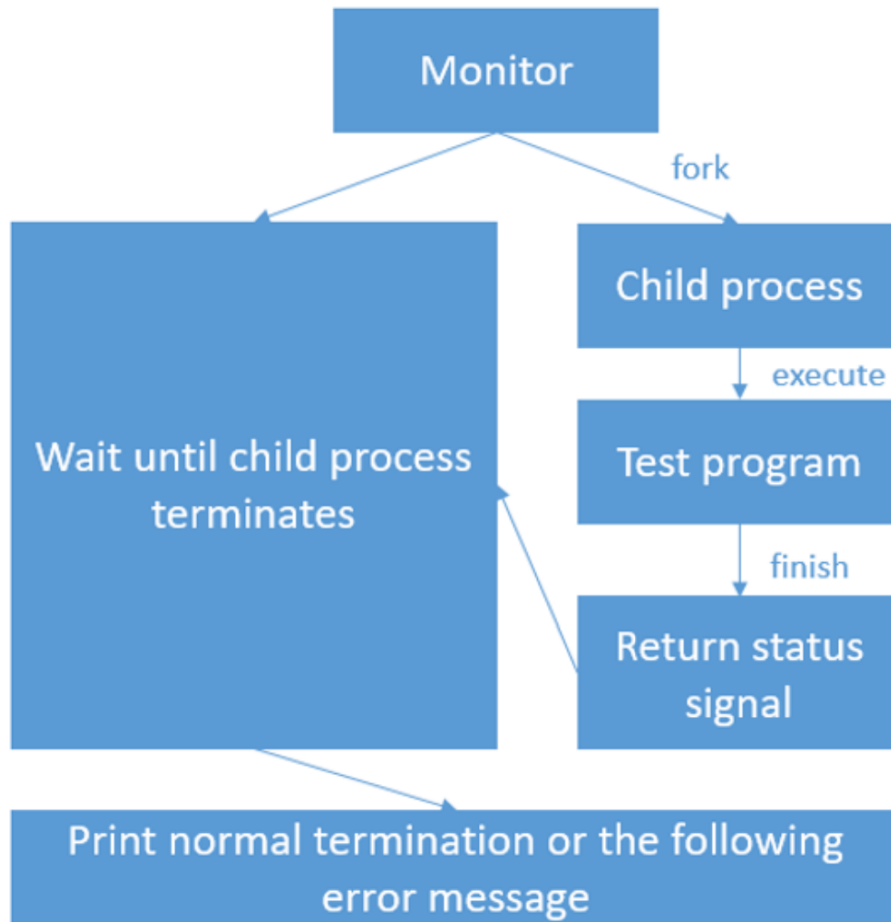 Monitor
fork
Child process
execute
Wait until child process
terminates
Test program
finish
Return status
signal
Print normal termination or the following
error message